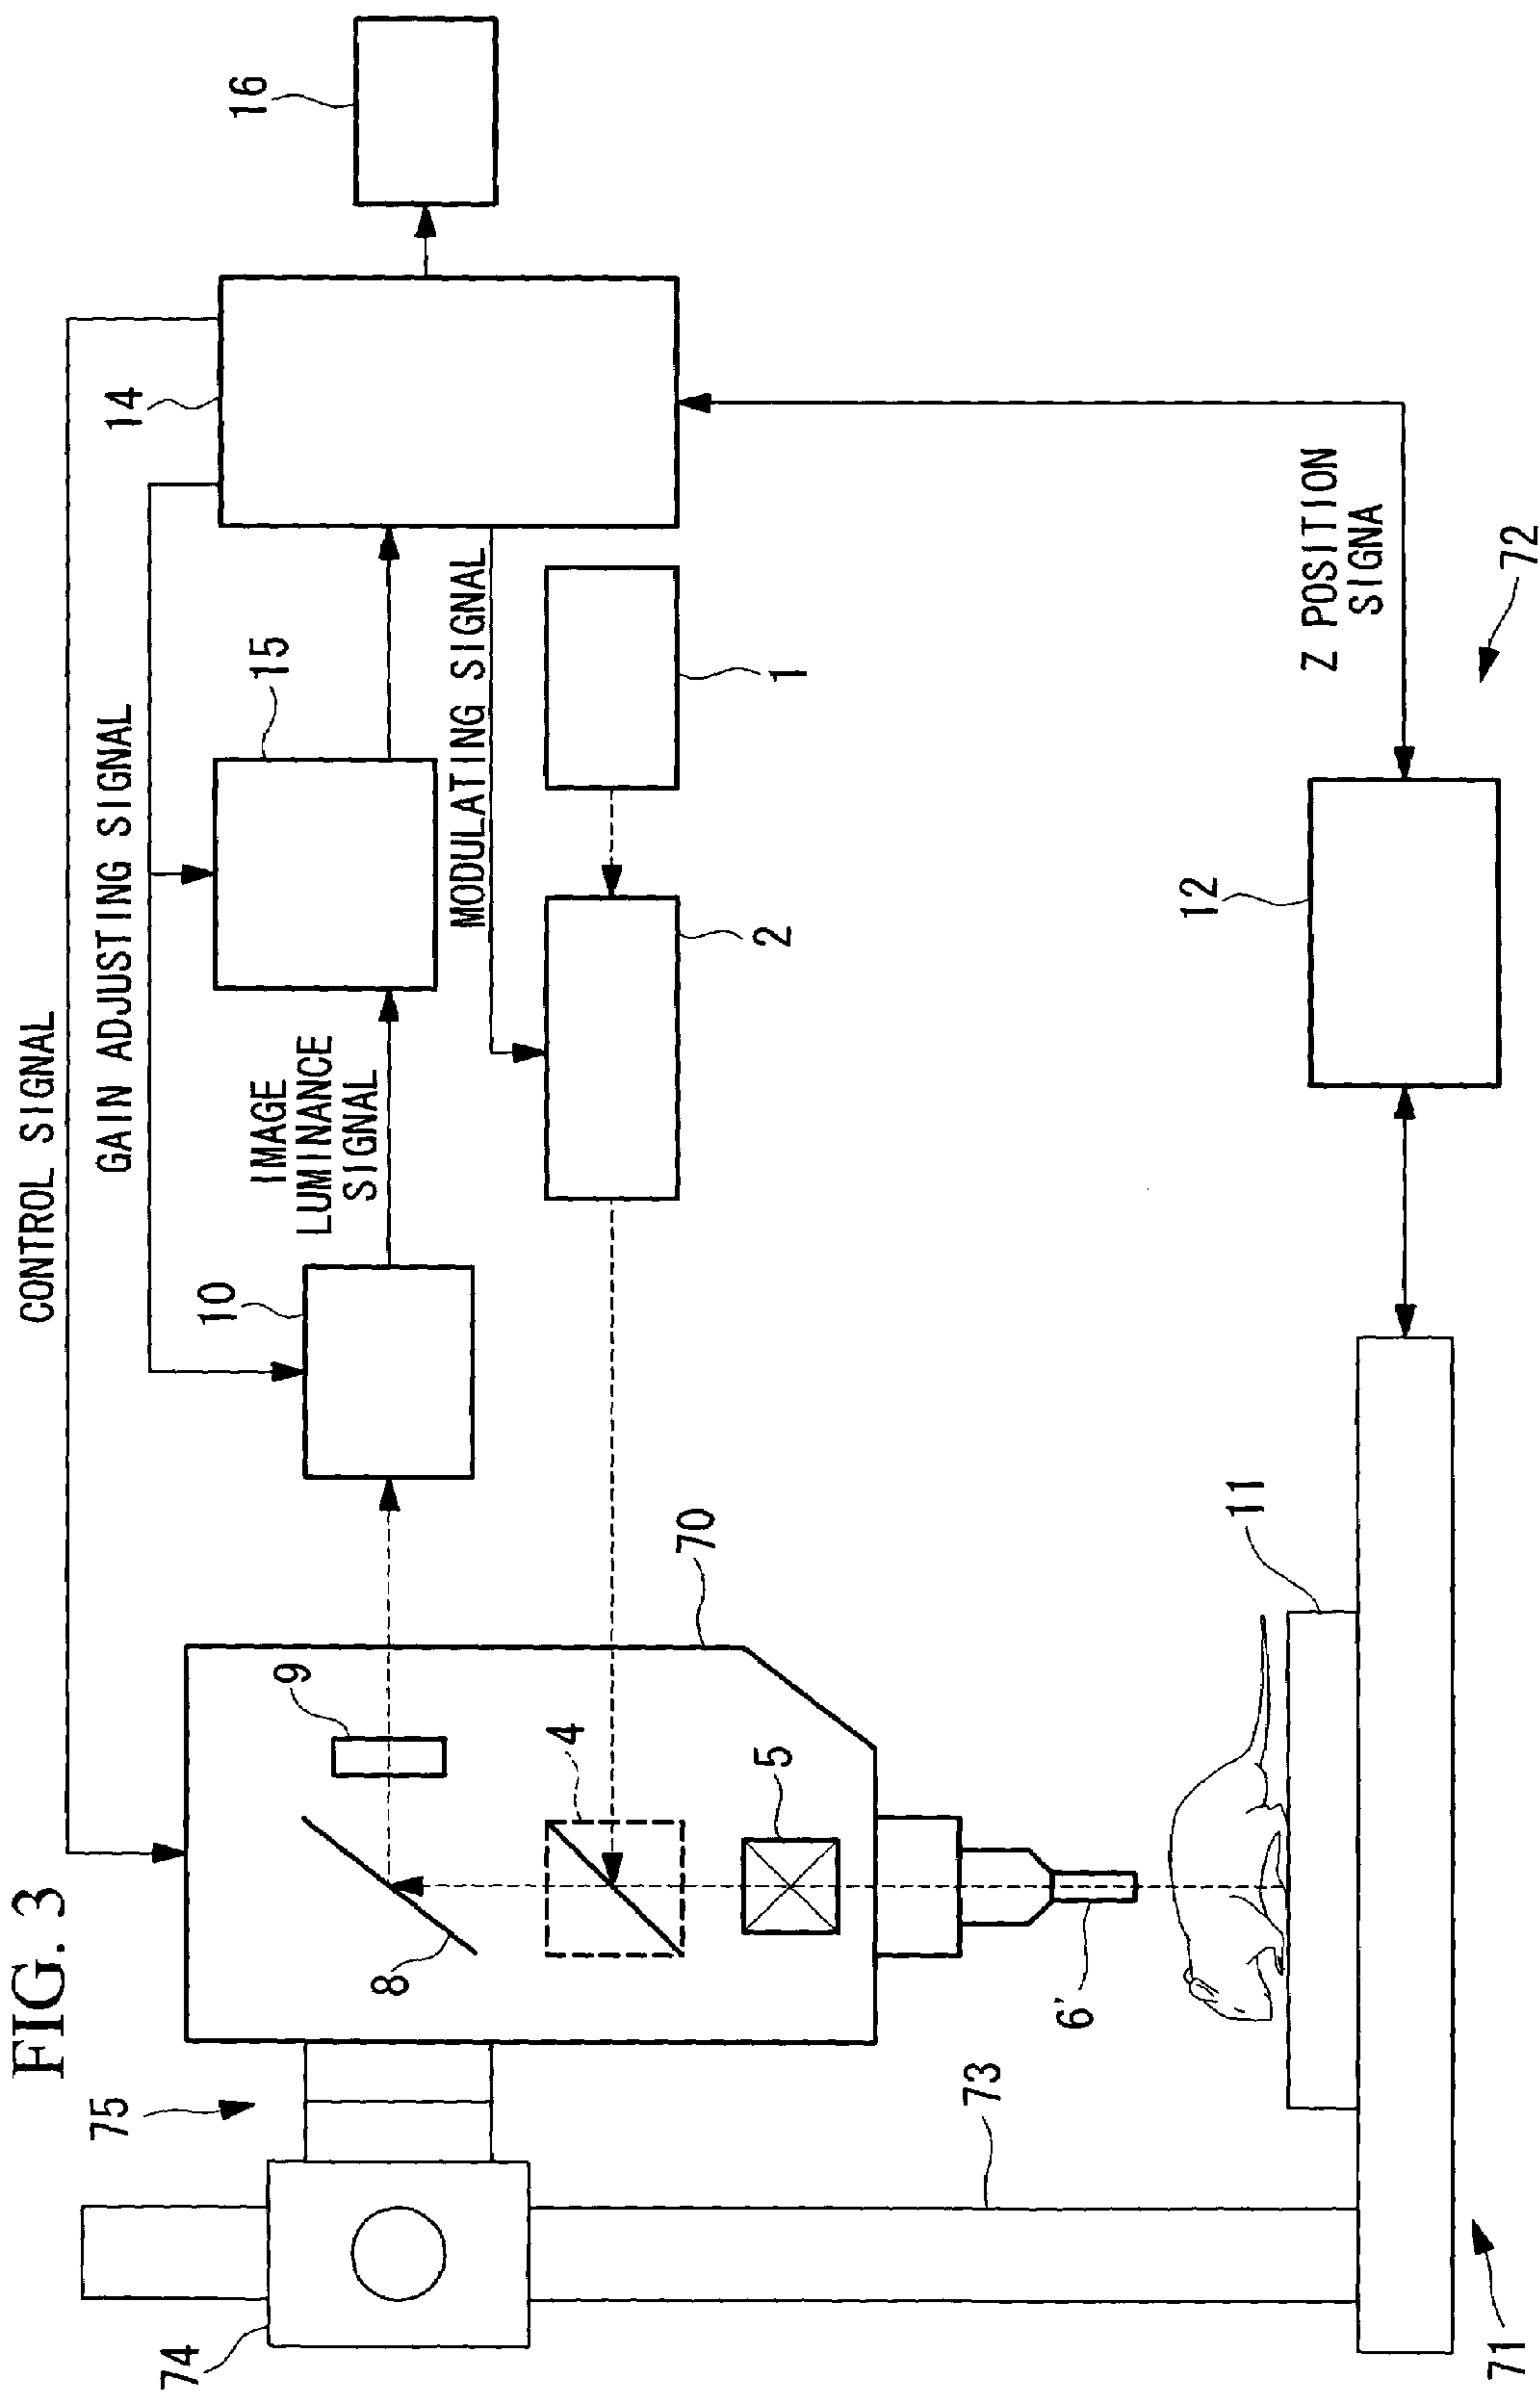 FIG. 3
CONTROL SIGNAL
GAIN ADJUSTING SIGNAL
75
74
10
IMAGE
LUMINANCE
SIGNAL
15
14
16
9
8
4
5
70
MODULATING SIGNAL
2
1
6'
73
11
12
Z POSITION
SIGNA
71
72